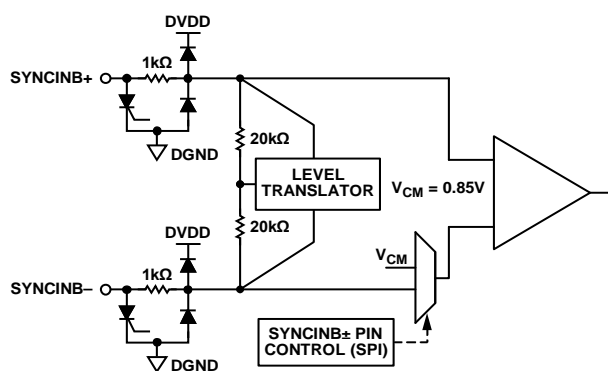 DVDD
SYNCINB+
1kΩ
20kΩ
DGND
LEVEL
TRANSLATOR
VCM = 0.85V
DVDD
20kΩ
SYNCINB–
1kΩ
VCM
SYNCINB± PIN
CONTROL (SPI)
DGND